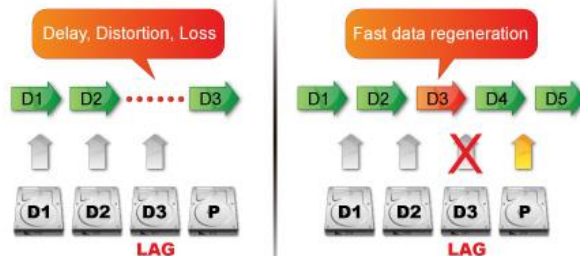 Delay, Distortion, Loss
D1 D2 D3
D1 D2 D3 P
LAG
Fast data regeneration
D1 D2 D3 D4 D5
X
D1 D2 D3 P
LAG